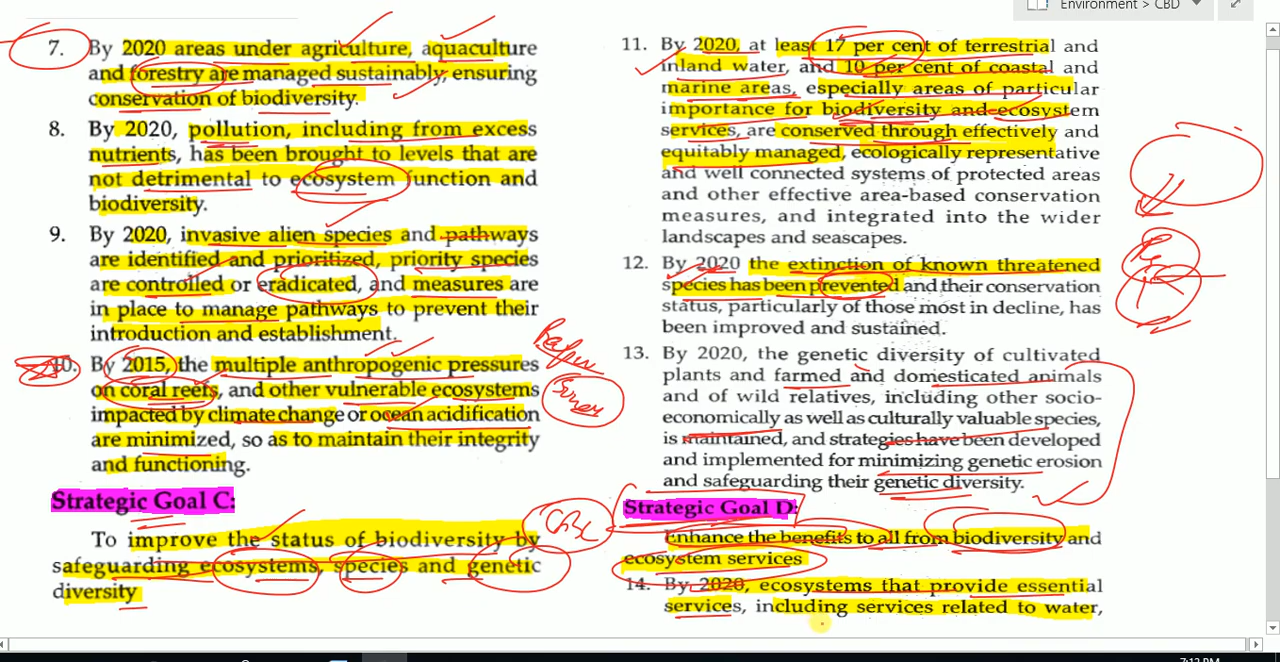 Environment > CBD
7. By 2020 areas under agriculture, aquaculture
and forestry are managed sustainably, ensuring
conservation of biodiversity.
8. By 2020, pollution, including from excess
nutrients, has been brought to levels that are
not detrimental to ecosystem function and
biodiversity.
9. By 2020, invasive alien species and pathways
are identified and prioritized, priority species
are controlled or eradicated, and measures are
in place to manage pathways to prevent their
introduction and establishment.
10. By 2015, the multiple anthropogenic pressures
on coral reefs, and other vulnerable ecosystems
impacted by climate change or ocean acidification
are minimized, so as to maintain their integrity
and functioning.
Strategic Goal C:
To improve the status of biodiversity by
safeguarding ecosystems, species and genetic
diversity
11. By 2020, at least 17 per cent of terrestrial and
inland water, and 10 per cent of coastal and
marine areas, especially areas of particular
importance for biodiversity and ecosystem
services, are conserved through effectively and
equitably managed, ecologically representative
and well connected systems of protected areas
and other effective area-based conservation
measures, and integrated into the wider
landscapes and seascapes.
12. By 2020 the extinction of known threatened
species has been prevented and their conservation
status, particularly of those most in decline, has
been improved and sustained.
13. By 2020, the genetic diversity of cultivated
plants and farmed and domesticated animals
and of wild relatives, including other socio-
economically as well as culturally valuable species,
is maintained, and strategies have been developed
and implemented for minimizing genetic erosion
and safeguarding their genetic diversity.
Strategic Goal D:
Enhance the benefits to all from biodiversity and
ecosystem services
14. By 2020, ecosystems that provide essential
services, including services related to water,